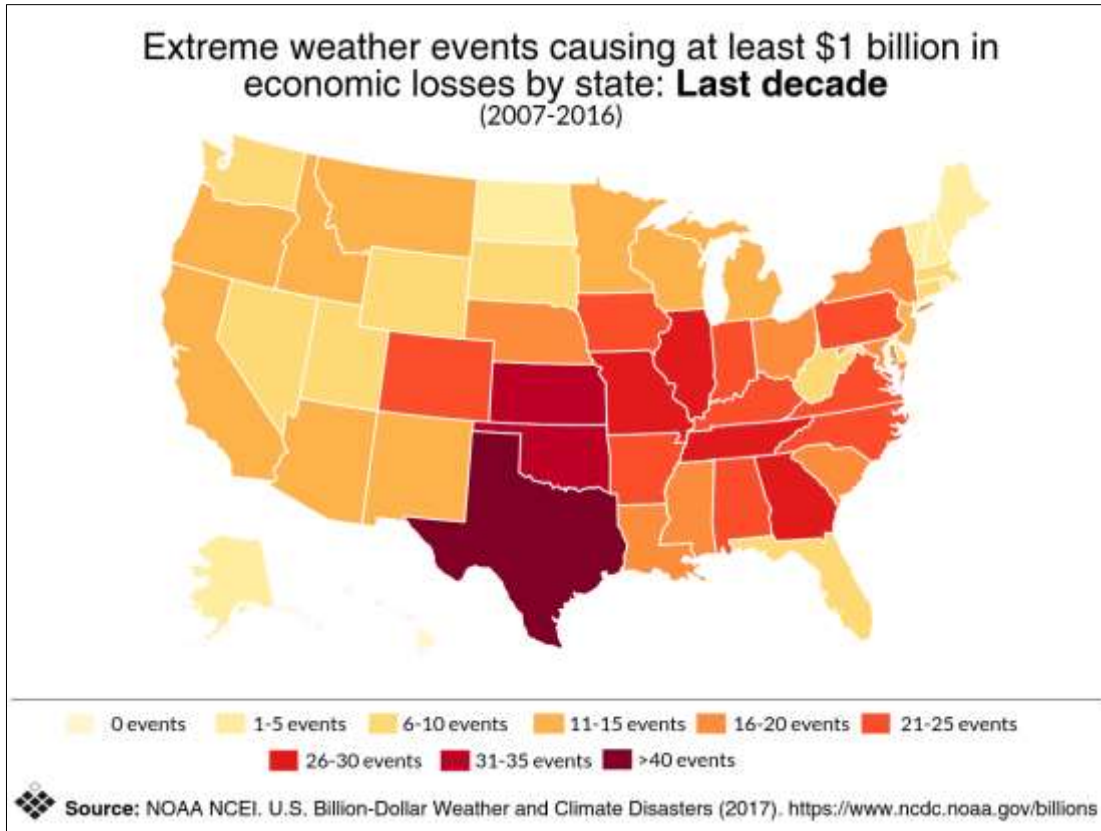 Extreme weather events causing at least $1 billion in
economic losses by state: Last decade
(2007-2016)
0 events 1-5 events 6-10 events 11-15 events 16-20 events 21-25 events
26-30 events 31-35 events >40 events
Source: NOAA NCEI. U.S. Billion-Dollar Weather and Climate Disasters (2017). https://www.ncdc.noaa.gov/billions